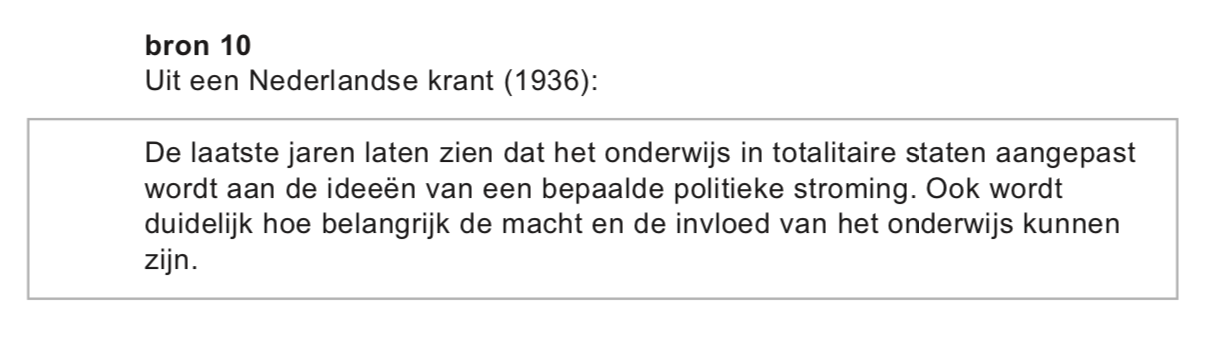 bron 10
Uit een Nederlandse krant (1936):
De laatste jaren laten zien dat het onderwijs in totalitaire staten aangepast
wordt aan de ideeën van een bepaalde politieke stroming. Ook wordt
duidelijk hoe belangrijk de macht en de invloed van het onderwijs kunnen
zijn.